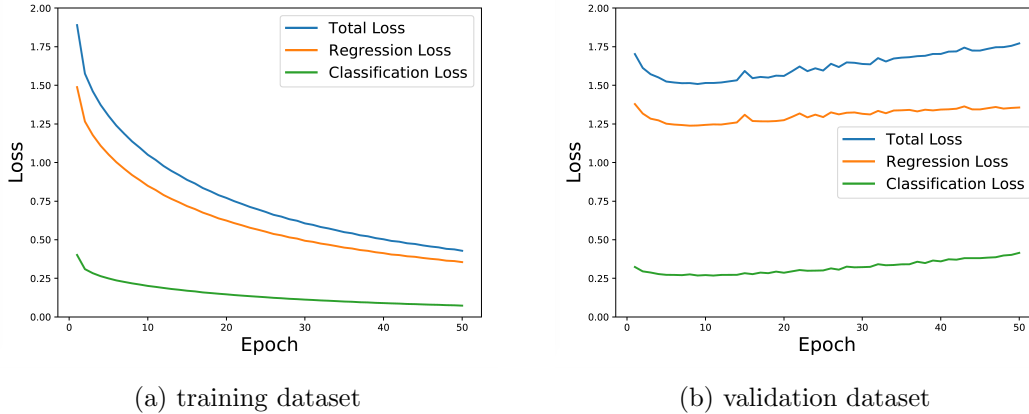 2.00
1.75
1.50
1.25
1.00
0.75
0.50
0.25
0.00
Loss
0 10 20 30 40 50
Epoch
Total Loss
Regression Loss
Classification Loss
(a) training dataset
2.00
1.75
1.50
1.25
1.00
0.75
0.50
0.25
0.00
Loss
0 10 20 30 40 50
Epoch
Total Loss
Regression Loss
Classification Loss
(b) validation dataset